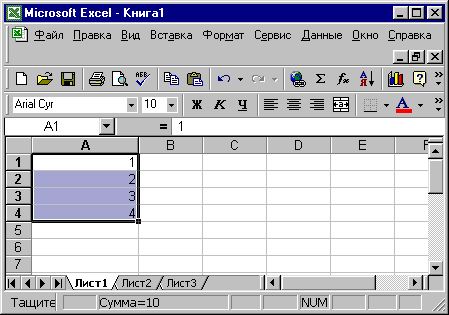 Microsoft Excel - Книга1
Файл Правка Вид Вставка Формат Сервис Данные Окно Справка
Arial Cyr 10 Ж К Ч
A1 = 1
A B C D E F
1 1
2 2
3 3
4 4
5
6
7
Лист1 Лист2 Лист3
Тащите Сумма=10 NUM